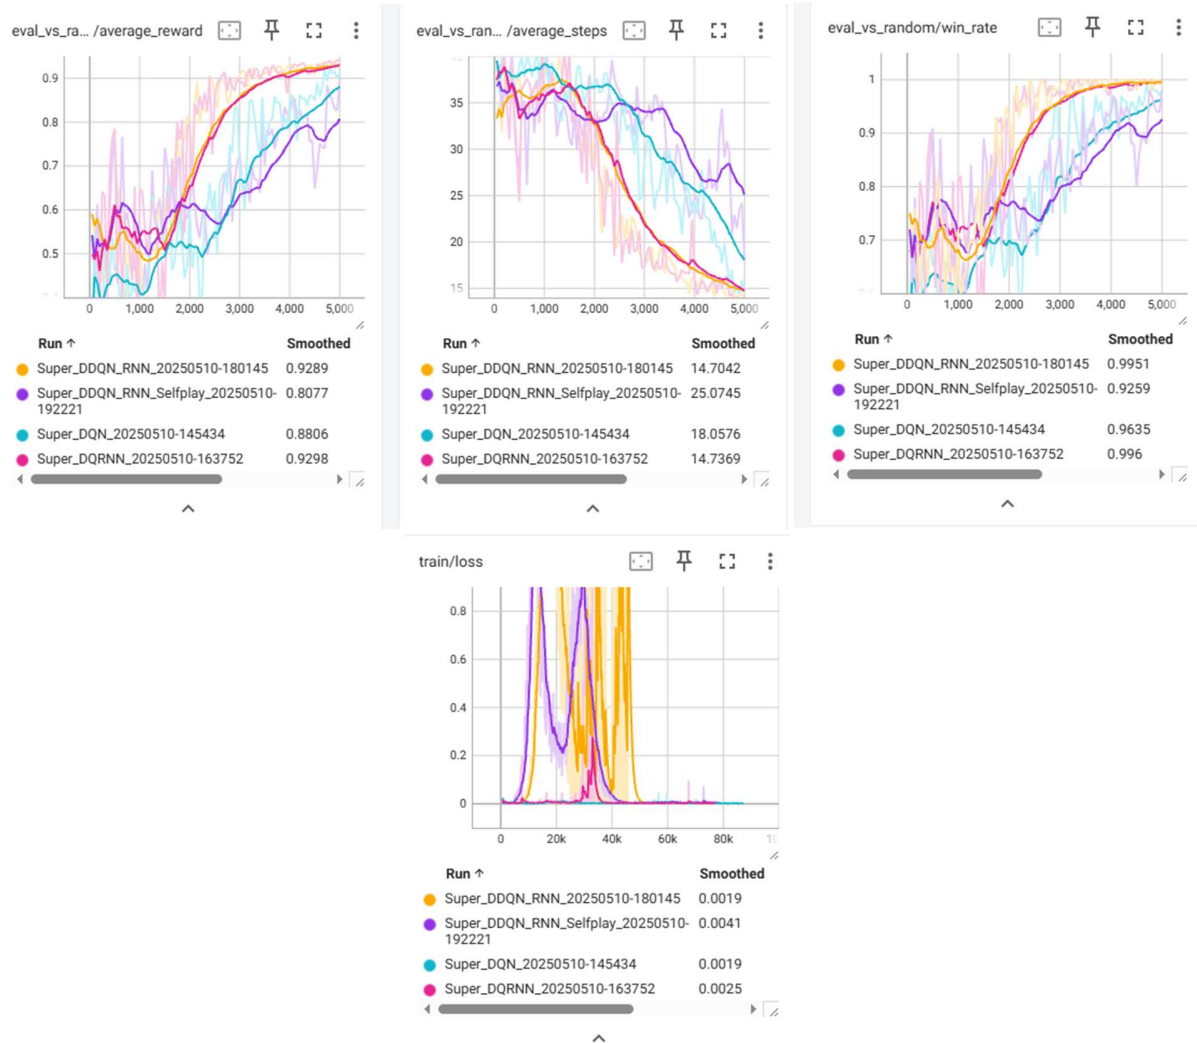 eval_vs_ra... /average_reward
0.9
0.8
0.7
0.6
0.5
0 1,000 2,000 3,000 4,000 5,000
Run ↑ Smoothed
Super_DDQN_RNN_20250510-180145 0.9289
Super_DDQN_RNN_Selfplay_20250510- 0.8077
192221
Super_DQN_20250510-145434 0.8806
Super_DQRNN_20250510-163752 0.9298
eval_vs_ran... /average_steps
35
30
25
20
15
0 1,000 2,000 3,000 4,000 5,000
Run ↑ Smoothed
Super_DDQN_RNN_20250510-180145 14.7042
Super_DDQN_RNN_Selfplay_20250510- 25.0745
192221
Super_DQN_20250510-145434 18.0576
Super_DQRNN_20250510-163752 14.7369
eval_vs_random/win_rate
1
0.9
0.8
0.7
0 1,000 2,000 3,000 4,000 5,000
Run ↑ Smoothed
Super_DDQN_RNN_20250510-180145 0.9951
Super_DDQN_RNN_Selfplay_20250510- 0.9259
192221
Super_DQN_20250510-145434 0.9635
Super_DQRNN_20250510-163752 0.996
train/loss
0.8
0.6
0.4
0.2
0
0 20k 40k 60k 80k
Run ↑ Smoothed
Super_DDQN_RNN_20250510-180145 0.0019
Super_DDQN_RNN_Selfplay_20250510- 0.0041
192221
Super_DQN_20250510-145434 0.0019
Super_DQRNN_20250510-163752 0.0025